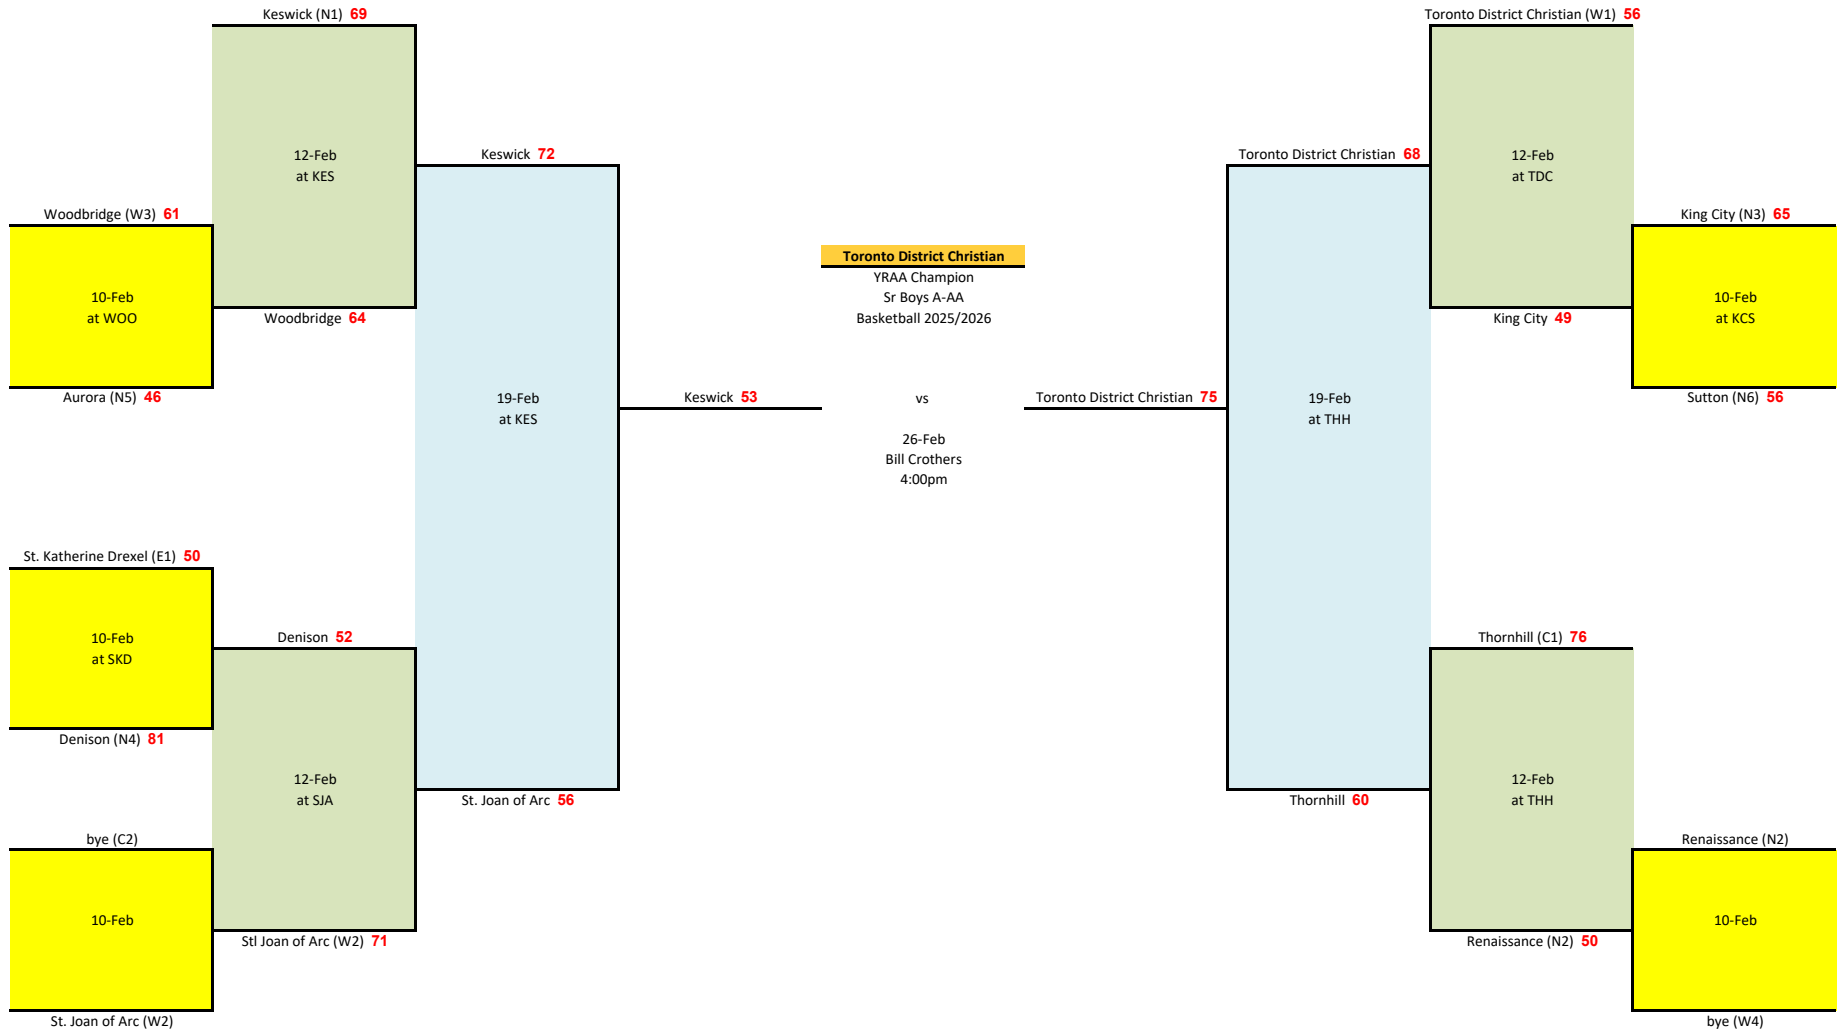 Keswick (N1) 69
Toronto District Christian (W1) 56
12-Feb
at KES
Keswick 72
Toronto District Christian 68
12-Feb
at TDC
Woodbridge (W3) 61
King City (N3) 65
Toronto District Christian
YRAA Champion
Sr Boys A-AA
Basketball 2025/2026
10-Feb
at WOO
Woodbridge 64
King City 49
10-Feb
at KCS
Aurora (N5) 46
19-Feb
at KES
Keswick 53
vs
Toronto District Christian 75
19-Feb
at THH
Sutton (N6) 56
26-Feb
Bill Crothers
4:00pm
St. Katherine Drexel (E1) 50
10-Feb
at SKD
Denison 52
Thornhill (C1) 76
Denison (N4) 81
12-Feb
at SJA
St. Joan of Arc 56
Thornhill 60
12-Feb
at THH
bye (C2)
Renaissance (N2)
10-Feb
10-Feb
Stl Joan of Arc (W2) 71
Renaissance (N2) 50
St. Joan of Arc (W2)
bye (W4)